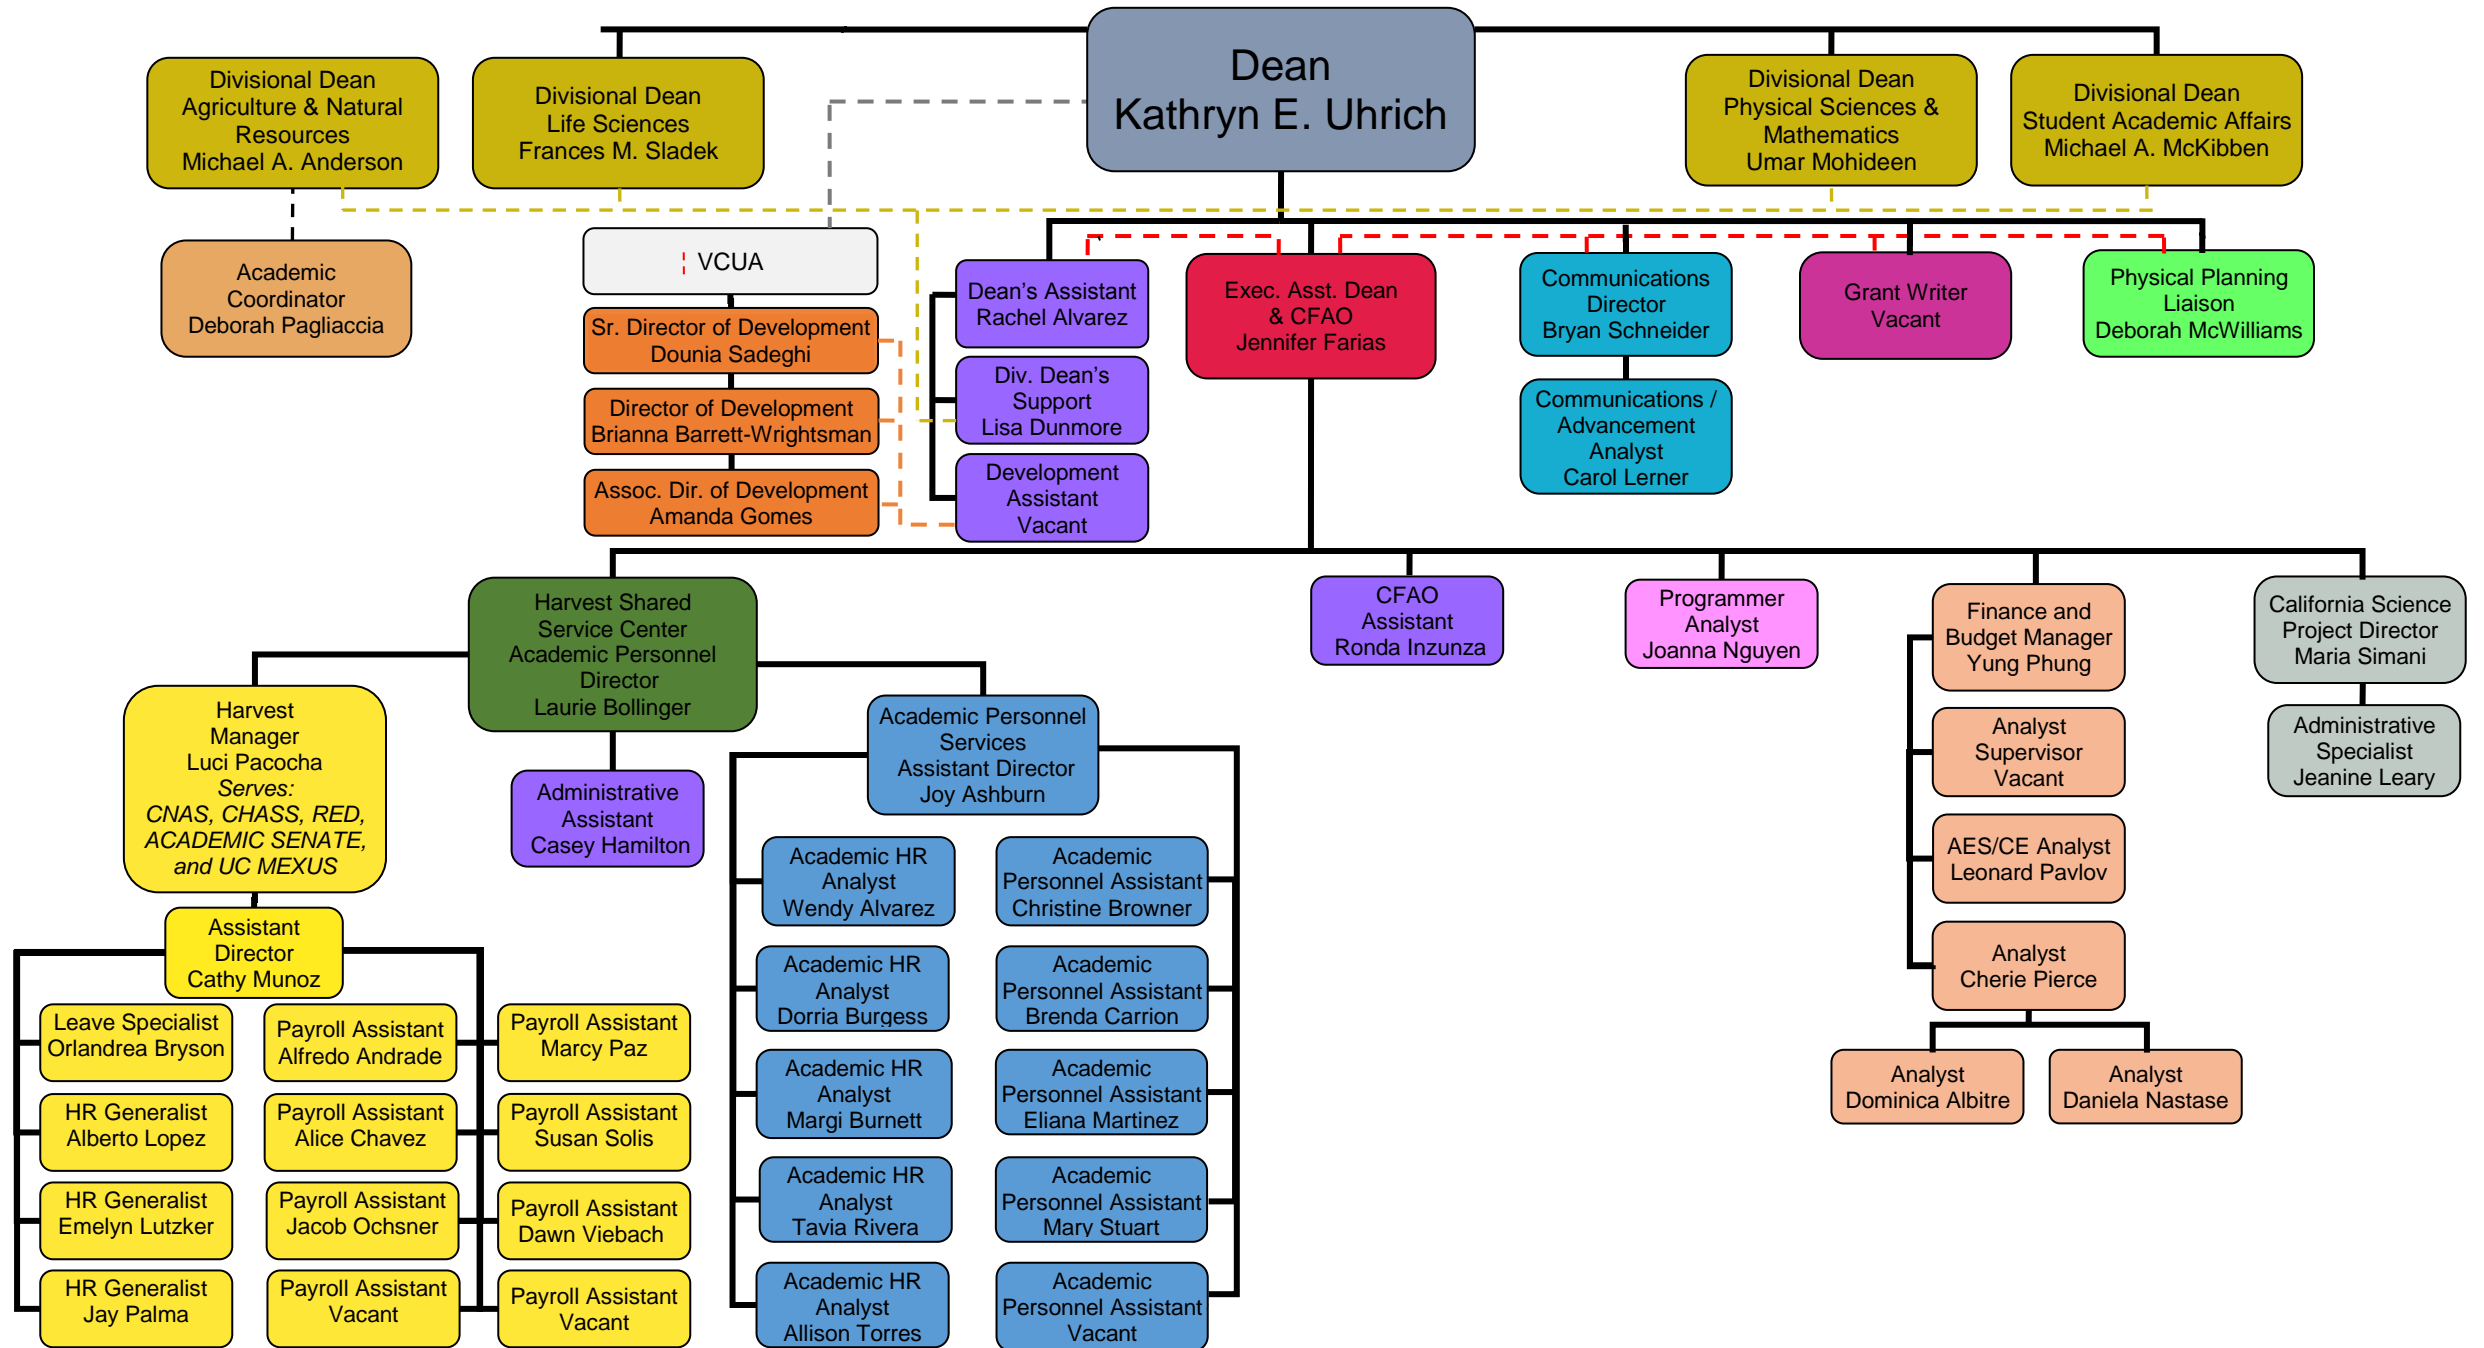 Dean
Kathryn E. Uhrich
Divisional Dean
Agriculture & Natural
Resources
Michael A. Anderson
Divisional Dean
Life Sciences
Frances M. Sladek
Divisional Dean
Physical Sciences &
Mathematics
Umar Mohideen
Divisional Dean
Student Academic Affairs
Michael A. McKibben
Academic
Coordinator
Deborah Pagliaccia
VCUA
Sr. Director of Development
Dounia Sadeghi
Director of Development
Brianna Barrett-Wrightsman
Assoc. Dir. of Development
Amanda Gomes
Dean's Assistant
Rachel Alvarez
Div. Dean's
Support
Lisa Dunmore
Development
Assistant
Vacant
Exec. Asst. Dean
& CFAO
Jennifer Farias
Communications
Director
Bryan Schneider
Communications /
Advancement
Analyst
Carol Lerner
Grant Writer
Vacant
Physical Planning
Liaison
Deborah McWilliams
Harvest Shared
Service Center
Academic Personnel
Director
Laurie Bollinger
CFAO
Assistant
Ronda Inzunza
Programmer
Analyst
Joanna Nguyen
Finance and
Budget Manager
Yung Phung
Analyst
Supervisor
Vacant
AES/CE Analyst
Leonard Pavlov
Analyst
Cherie Pierce
Analyst
Dominica Albitre
Analyst
Daniela Nastase
California Science
Project Director
Maria Simani
Administrative
Specialist
Jeanine Leary
Harvest
Manager
Luci Pacocha
Serves:
CNAS, CHASS, RED,
ACADEMIC SENATE,
and UC MEXUS
Administrative
Assistant
Casey Hamilton
Academic Personnel
Services
Assistant Director
Joy Ashburn
Assistant
Director
Cathy Munoz
Leave Specialist
Orlandrea Bryson
HR Generalist
Alberto Lopez
HR Generalist
Emelyn Lutzker
HR Generalist
Jay Palma
Payroll Assistant
Alfredo Andrade
Payroll Assistant
Alice Chavez
Payroll Assistant
Jacob Ochsner
Payroll Assistant
Vacant
Payroll Assistant
Marcy Paz
Payroll Assistant
Susan Solis
Payroll Assistant
Dawn Viebach
Payroll Assistant
Vacant
Academic HR
Analyst
Wendy Alvarez
Academic HR
Analyst
Dorria Burgess
Academic HR
Analyst
Margi Burnett
Academic HR
Analyst
Tavia Rivera
Academic HR
Analyst
Allison Torres
Academic
Personnel Assistant
Christine Browner
Academic
Personnel Assistant
Brenda Carrion
Academic
Personnel Assistant
Eliana Martinez
Academic
Personnel Assistant
Mary Stuart
Academic
Personnel Assistant
Vacant